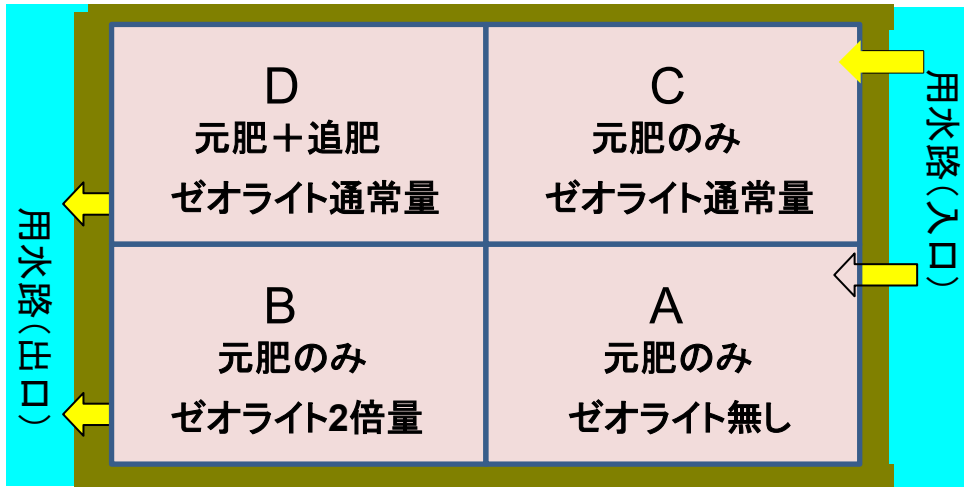 D
元肥+追肥
ゼオライト通常量
C
元肥のみ
ゼオライト通常量
用水路(入口)
用水路(出口)
B
元肥のみ
ゼオライト2倍量
A
元肥のみ
ゼオライト無し